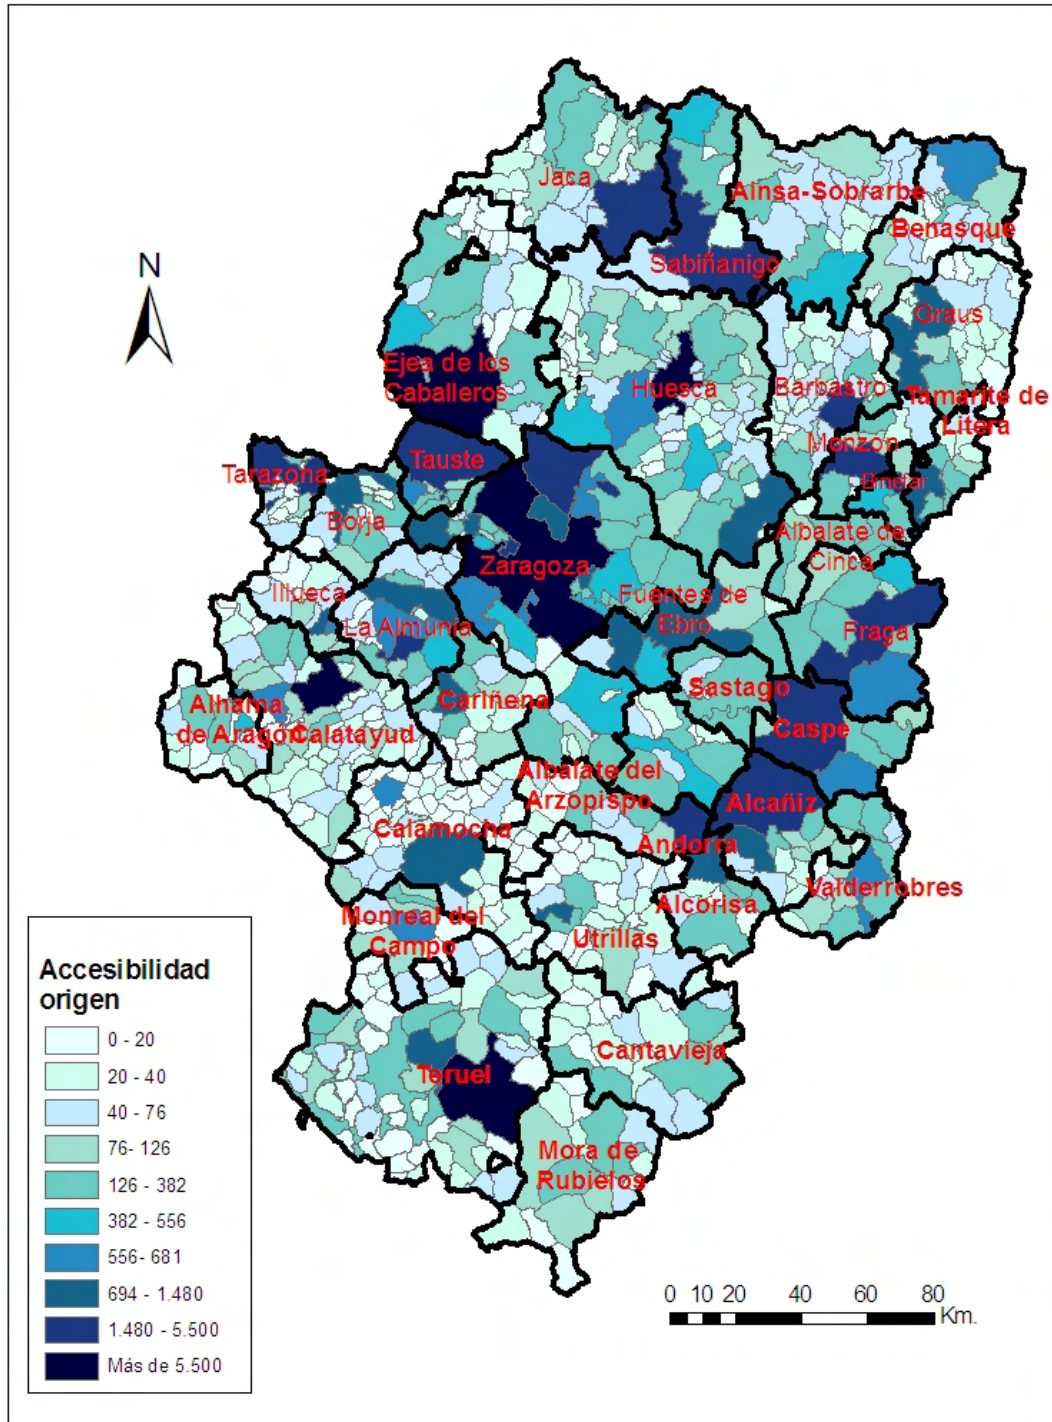 N
Jaca
Ainsa-Sobrarbe
Benasque
Sabiñanigo
Graus
Ejea de los
Caballeros
Huesca
Barbastro
Tamarite de
Litera
Monzon
Binefar
Tarazona
Tauste
Borja
Albalate de
Cinca
Zaragoza
Illueca
Fuentes de
Ebro
La Almunia
Fraga
Alhama
de Aragón
Calatayud
Cariñena
Sastago
Caspe
Albalate del
Arzopispo
Alcañiz
Calamocha
Andorra
Valderrobres
Alcorisa
Monreal del
Campo
Utrillas
Cantavieja
Teruel
Mora de
Rubielos
Accesibilidad
origen
0 - 20
20 - 40
40 - 76
76- 126
126 - 382
382 - 556
556- 681
694 - 1.480
1.480 - 5.500
Más de 5.500
0 10 20 40 60 80
Km.